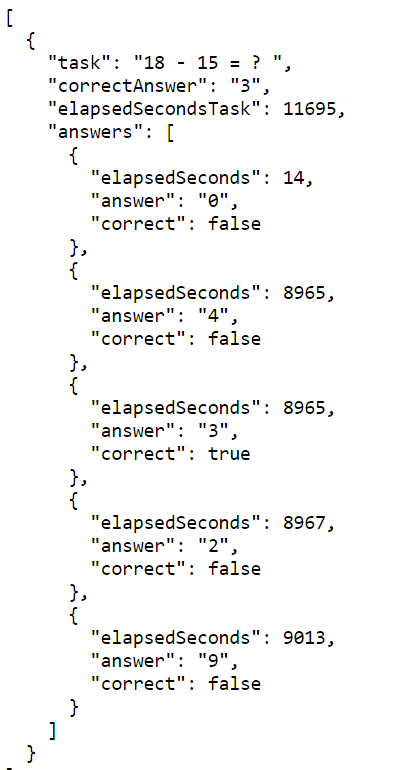 [
  {
    "task": "18 - 15 = ? ",
    "correctAnswer": "3",
    "elapsedSecondsTask": 11695,
    "answers": [
      {
        "elapsedSeconds": 14,
        "answer": "0",
        "correct": false
      },
      {
        "elapsedSeconds": 8965,
        "answer": "4",
        "correct": false
      },
      {
        "elapsedSeconds": 8965,
        "answer": "3",
        "correct": true
      },
      {
        "elapsedSeconds": 8967,
        "answer": "2",
        "correct": false
      },
      {
        "elapsedSeconds": 9013,
        "answer": "9",
        "correct": false
      }
    ]
  }